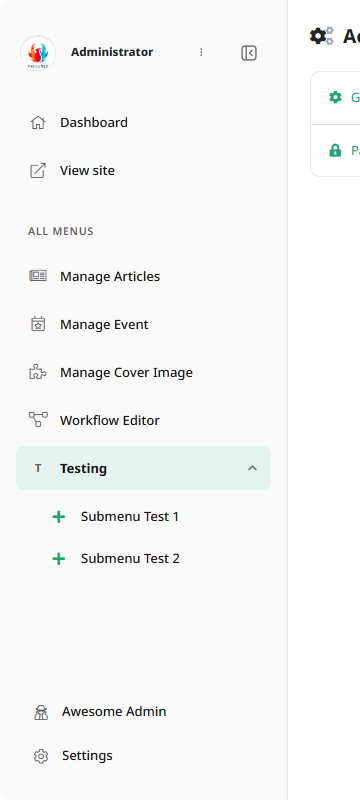 Administrator
Dashboard
View site
ALL MENUS
Manage Articles
Manage Event
Manage Cover Image
Workflow Editor
T Testing
Submenu Test 1
Submenu Test 2
Awesome Admin
Settings